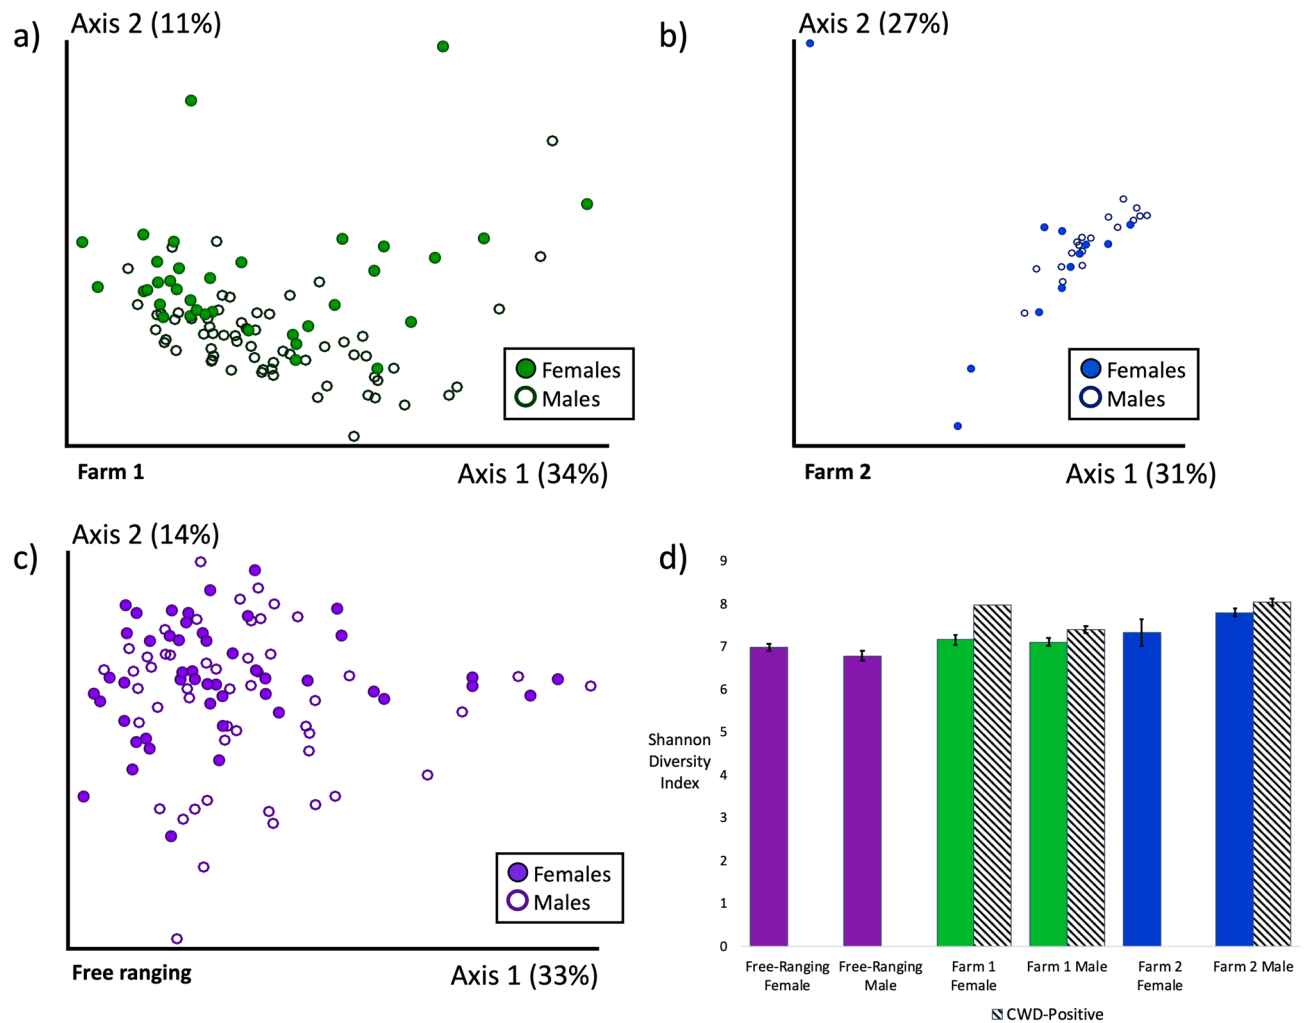 a)
Axis 2 (11%)
Females
Males
Farm 1
Axis 1 (34%)
b)
Axis 2 (27%)
Females
Males
Farm 2
Axis 1 (31%)
c)
Axis 2 (14%)
Females
Males
Free ranging
Axis 1 (33%)
d)
9
8
7
6
5
4
3
2
1
0
Shannon
Diversity
Index
Free-Ranging
Female
Free-Ranging
Male
Farm 1
Female
Farm 1 Male
Farm 2
Female
Farm 2 Male
CWD-Positive